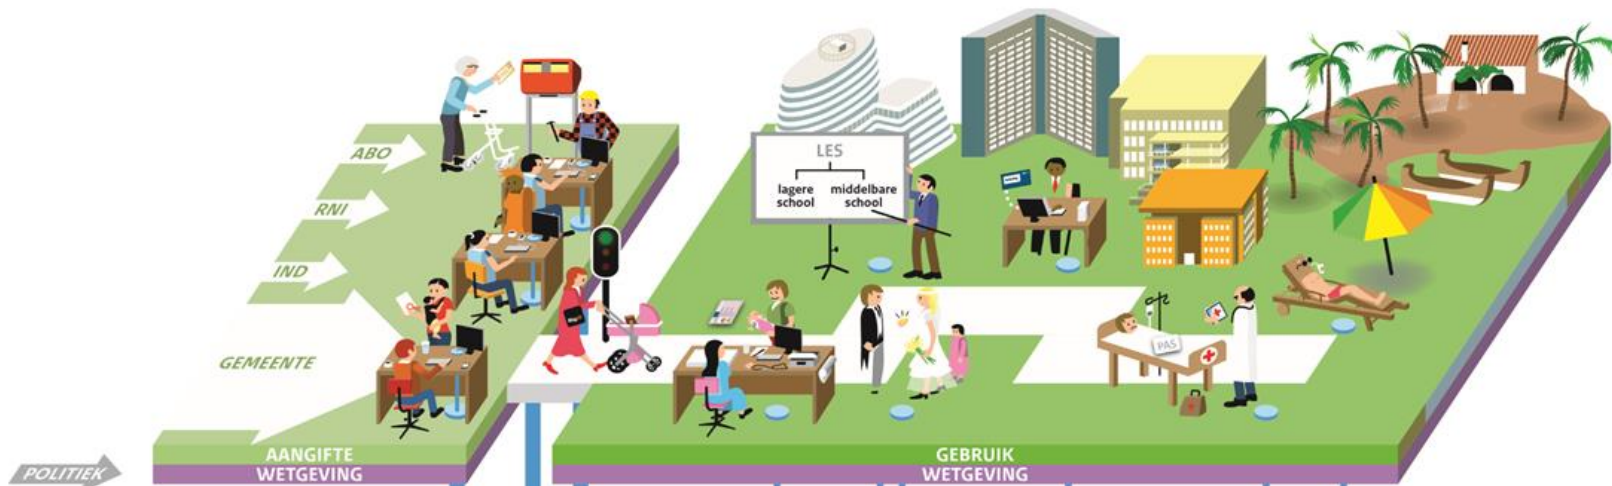 ABO
RNI
IND
GEMEENTE
POLITIEK
AANGIFTE
WETGEVING
LES
lagere
school
middelbare
school
PAS
GEBRUIK
WETGEVING